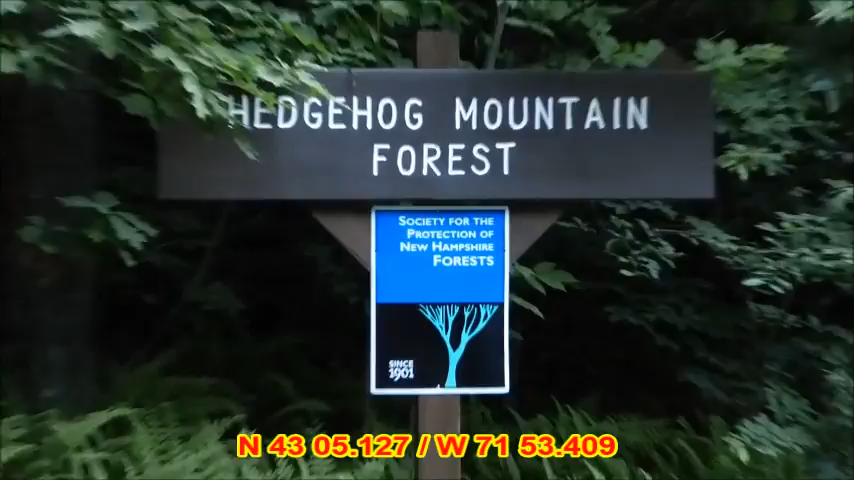 HEDGEHOG MOUNTAIN
FOREST
SOCIETY FOR THE
PROTECTION OF
NEW HAMPSHIRE
FORESTS
SINCE
1901
N 43 05.127 / W 71 53.409